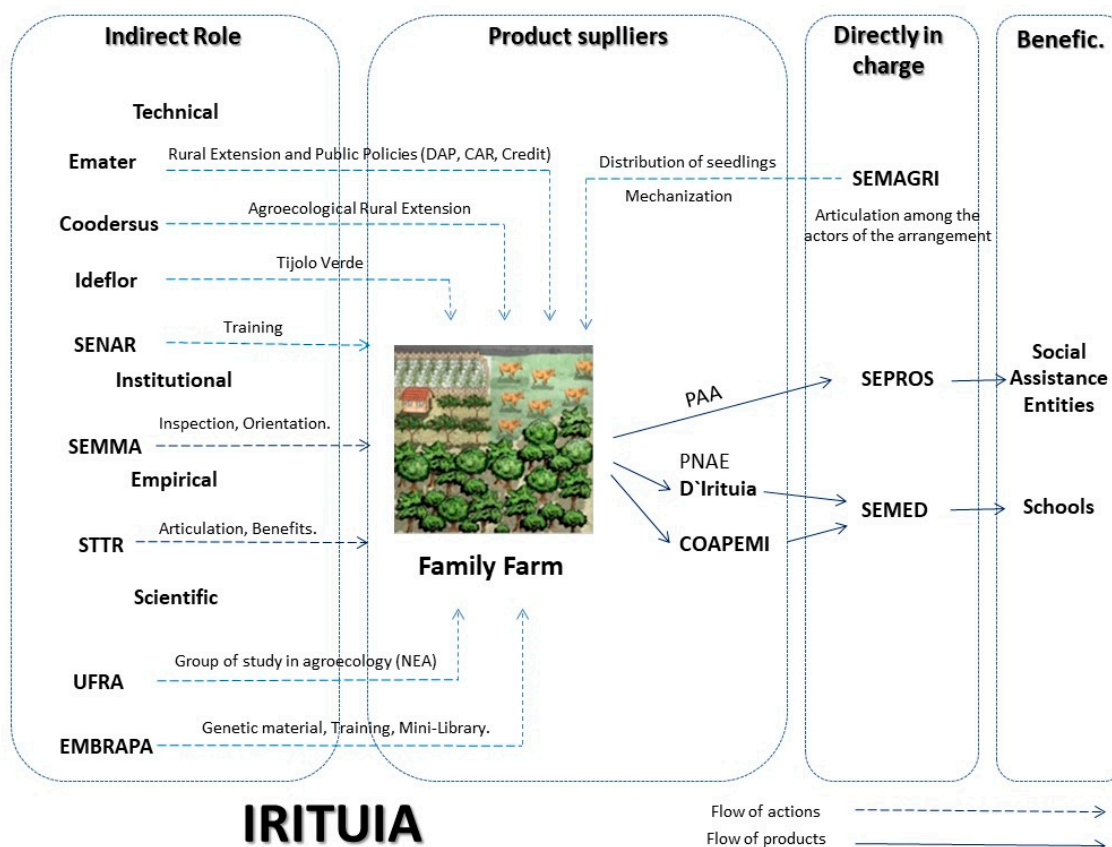 Indirect Role
Technical
Emater
Rural Extension and Public Policies (DAP, CAR, Credit)
Coodersus
Agroecological Rural Extension
Ideflor
Tijolo Verde
SENAR
Training
Institutional
SEMMA
Inspection, Orientation.
Empirical
STTR
Articulation, Benefits.
Scientific
UFRA
Group of study in agroecology (NEA)
EMBRAPA
Genetic material, Training, Mini-Library.
Product suplliers
Family Farm
PAA
PNAE
D`Irituia
COAPEMI
Directly in
charge
Distribution of seedlings
Mechanization
SEMAGRI
Articulation among the
actors of the arrangement
SEPROS
SEMED
Benefic.
Social
Assistance
Entities
Schools
IRITUIA
Flow of actions
Flow of products